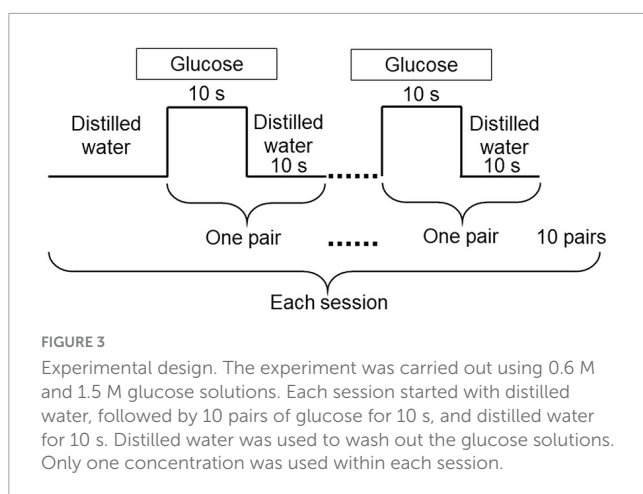 Glucose Glucose
10 s 10 s
Distilled water Distilled water Distilled water
10 s 10 s
...... 
One pair ...... One pair 10 pairs
Each session
FIGURE 3
Experimental design. The experiment was carried out using 0.6 M
and 1.5 M glucose solutions. Each session started with distilled
water, followed by 10 pairs of glucose for 10 s, and distilled water
for 10 s. Distilled water was used to wash out the glucose solutions.
Only one concentration was used within each session.